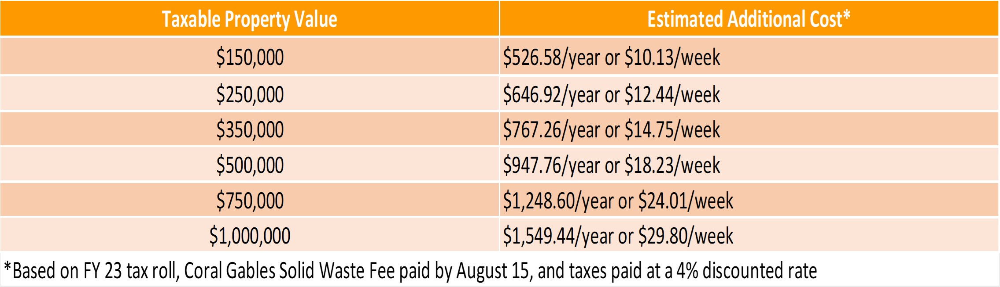 Taxable Property Value Estimated Additional Cost*
$150,000 $526.58/year or $10.13/week
$250,000 $646.92/year or $12.44/week
$350,000 $767.26/year or $14.75/week
$500,000 $947.76/year or $18.23/week
$750,000 $1,248.60/year or $24.01/week
$1,000,000 $1,549.44/year or $29.80/week
*Based on FY 23 tax roll, Coral Gables Solid Waste Fee paid by August 15, and taxes paid at a 4% discounted rate